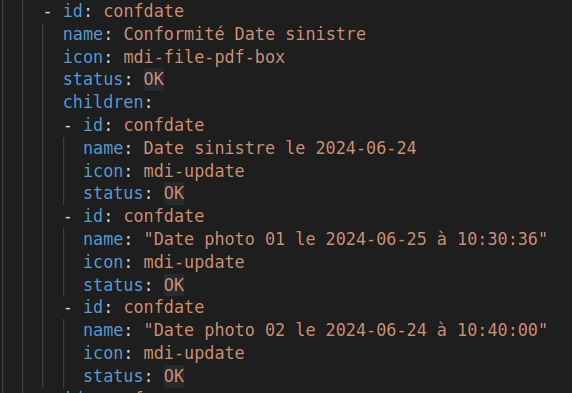 - id: confdate
name: Conformité Date sinistre
icon: mdi-file-pdf-box
status: OK
children:
- id: confdate
name: Date sinistre le 2024-06-24
icon: mdi-update
status: OK
- id: confdate
name: "Date photo 01 le 2024-06-25 à 10:30:36"
icon: mdi-update
status: OK
- id: confdate
name: "Date photo 02 le 2024-06-24 à 10:40:00"
icon: mdi-update
status: OK